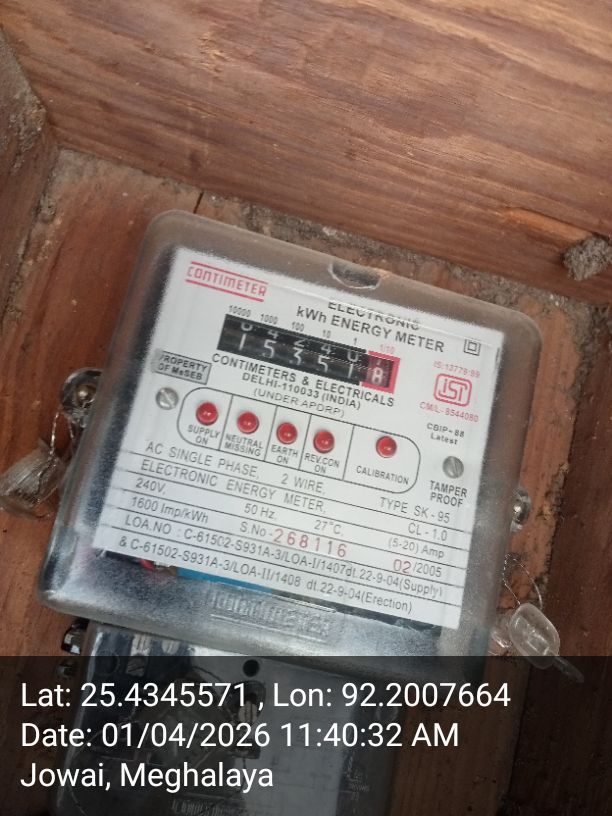 CONTIMETER
ELECTRONIC
kWh ENERGY METER
10000 1000 100 10 1 1/10
15351 8
PROPERTY
OF MeSEB
CONTIMETERS & ELECTRICALS
DELHI-110033 (INDIA)
(UNDER APDRP)
IS:13779:99
ISI
CM/L- 8544080
CBIP-88
Latest
SUPPLY
ON
NEUTRAL
MISSING
EARTH
ON
REV.CON
ON
CALIBRATION
TAMPER
PROOF
AC SINGLE PHASE, 2 WIRE, TYPE SK - 95
ELECTRONIC ENERGY METER, CL - 1.0
240V, 50 Hz, 27°C, (5-20) Amp
1600 Imp/kWh S.No - 268116 02/2005
LOA.NO : C-61502-S931A-3/LOA-I/1407dt.22-9-04(Supply)
& C-61502-S931A-3/LOA-II/1408 dt.22-9-04(Erection)
Lat: 25.4345571 , Lon: 92.2007664
Date: 01/04/2026 11:40:32 AM
Jowai, Meghalaya